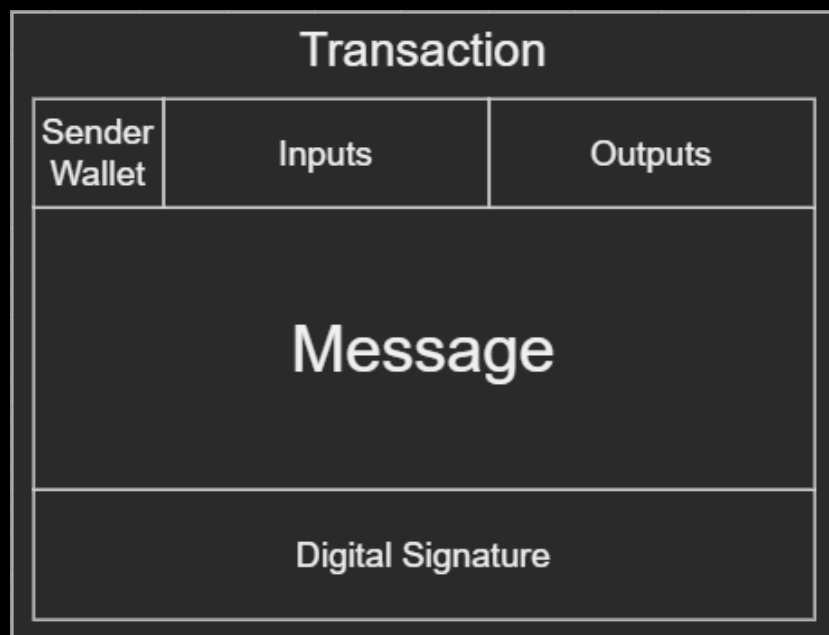 Transaction
Sender
Wallet
Inputs
Outputs
Message
Digital Signature